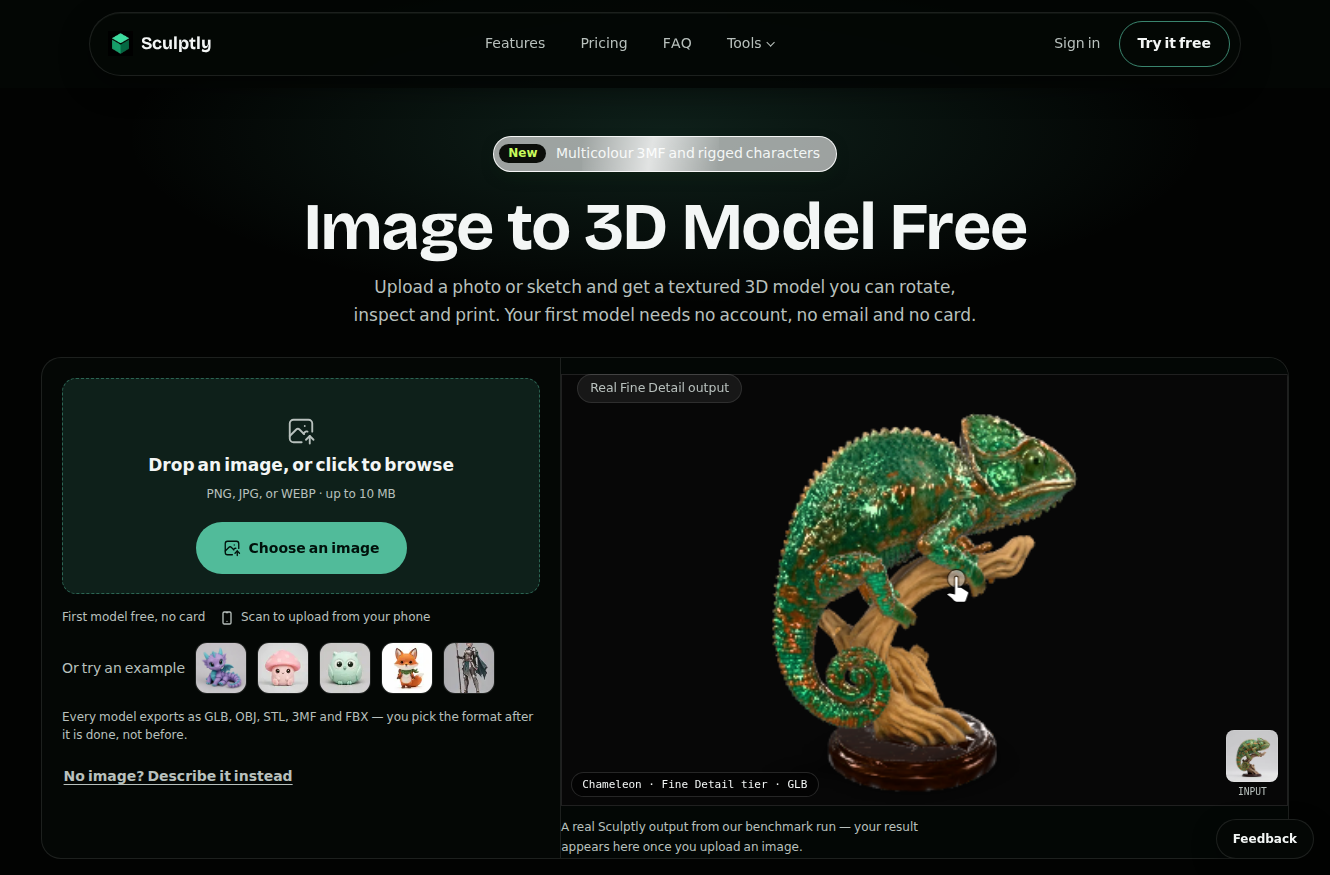 Sculptly
Features
Pricing
FAQ
Tools
Sign in
Try it free
New
Multicolour 3MF and rigged characters
Image to 3D Model Free
Upload a photo or sketch and get a textured 3D model you can rotate,
inspect and print. Your first model needs no account, no email and no card.
Drop an image, or click to browse
PNG, JPG, or WEBP · up to 10 MB
Choose an image
First model free, no card
Scan to upload from your phone
Or try an example
Every model exports as GLB, OBJ, STL, 3MF and FBX — you pick the format after
it is done, not before.
No image? Describe it instead
Real Fine Detail output
Chameleon · Fine Detail tier · GLB
INPUT
A real Sculptly output from our benchmark run — your result
appears here once you upload an image.
Feedback